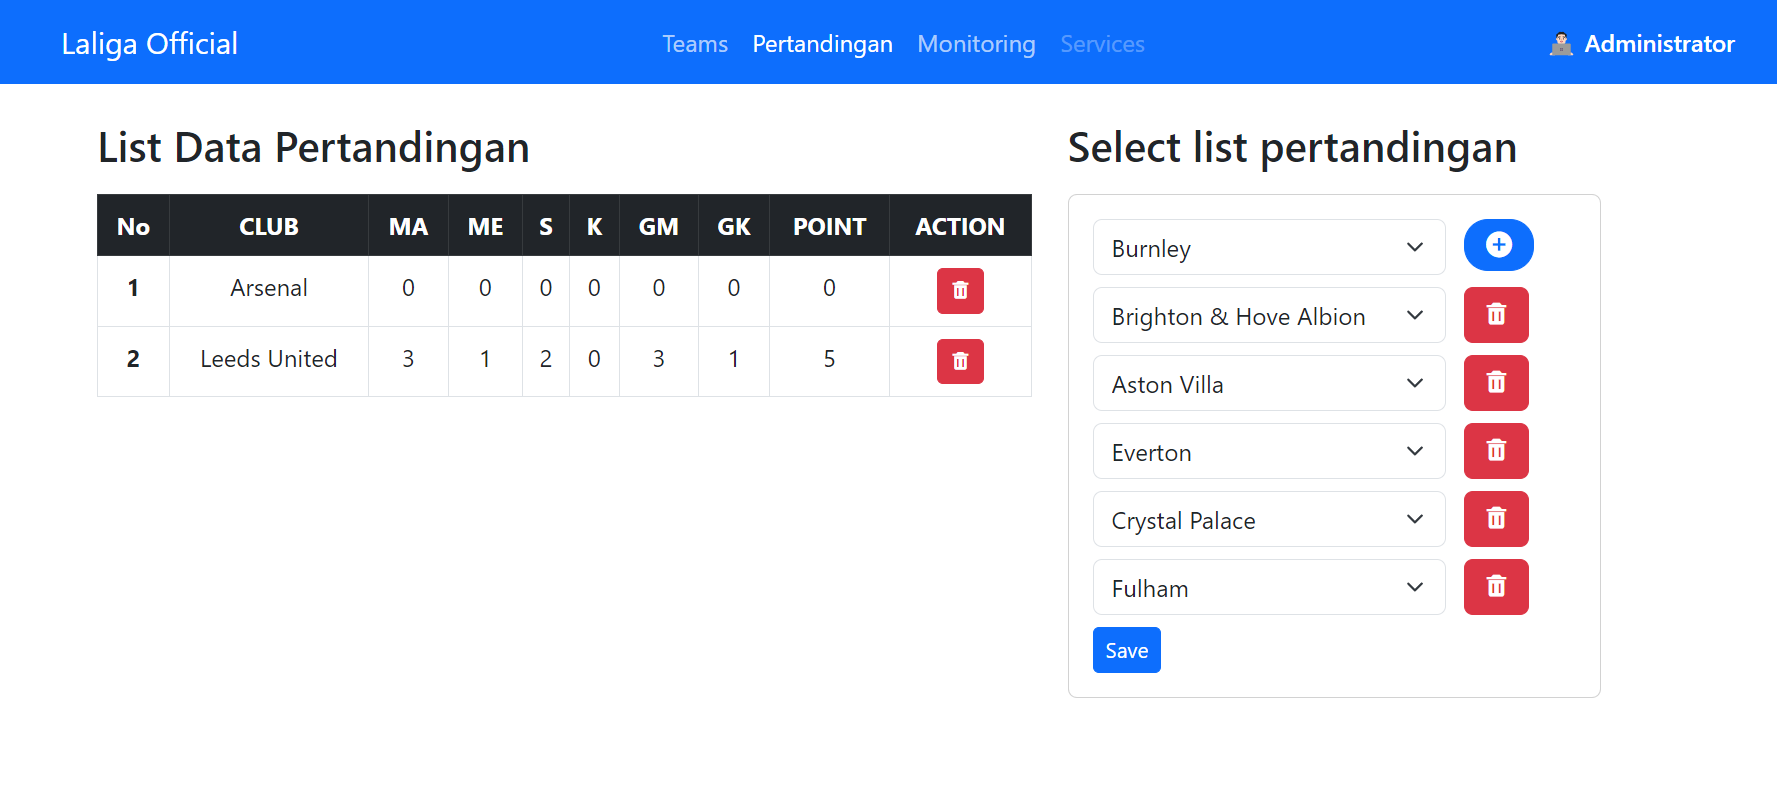 Laliga Official Teams Pertandingan Monitoring Services Administrator
List Data Pertandingan
No CLUB MA ME S K GM GK POINT ACTION
1 Arsenal 0 0 0 0 0 0 0
2 Leeds United 3 1 2 0 3 1 5
Select list pertandingan
Burnley
Brighton & Hove Albion
Aston Villa
Everton
Crystal Palace
Fulham
Save